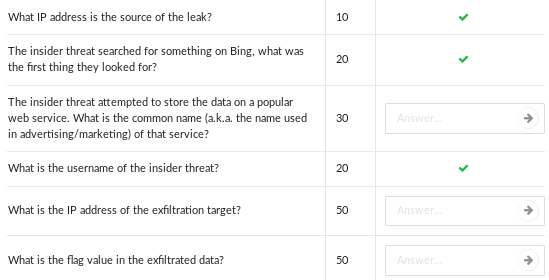 What IP address is the source of the leak? 10
The insider threat searched for something on Bing, what was
the first thing they looked for? 20
The insider threat attempted to store the data on a popular
web service. What is the common name (a.k.a. the name used
in advertising/marketing) of that service? 30
Answer...
What is the username of the insider threat? 20
What is the IP address of the exfiltration target? 50
Answer...
What is the flag value in the exfiltrated data? 50
Answer...